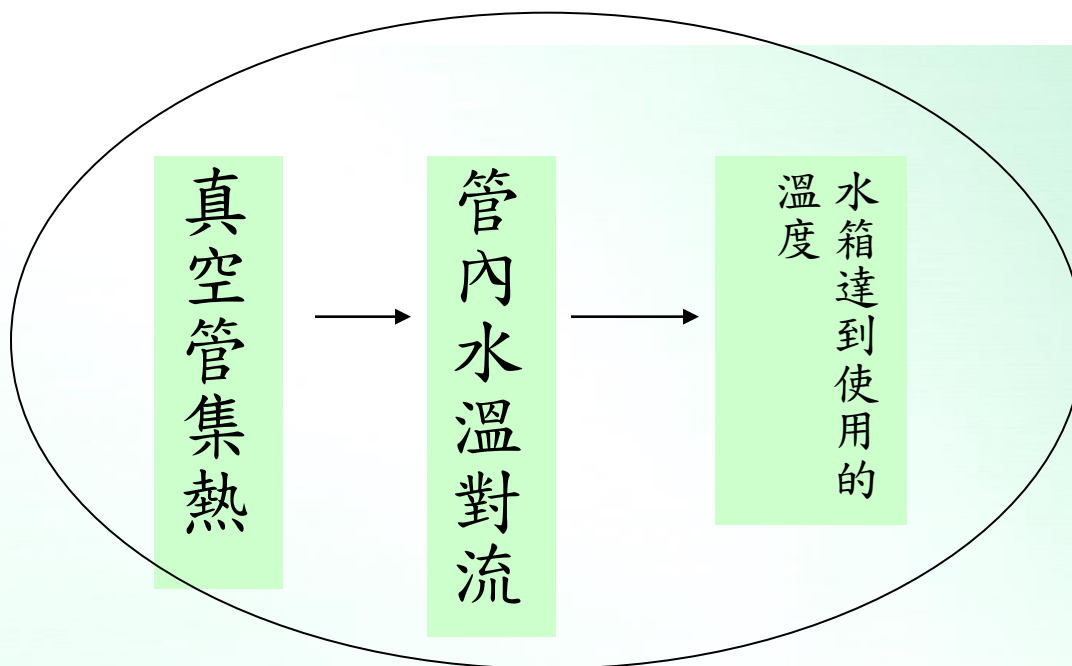 真空管集熱
管內水溫對流
水箱達到使用的
溫度